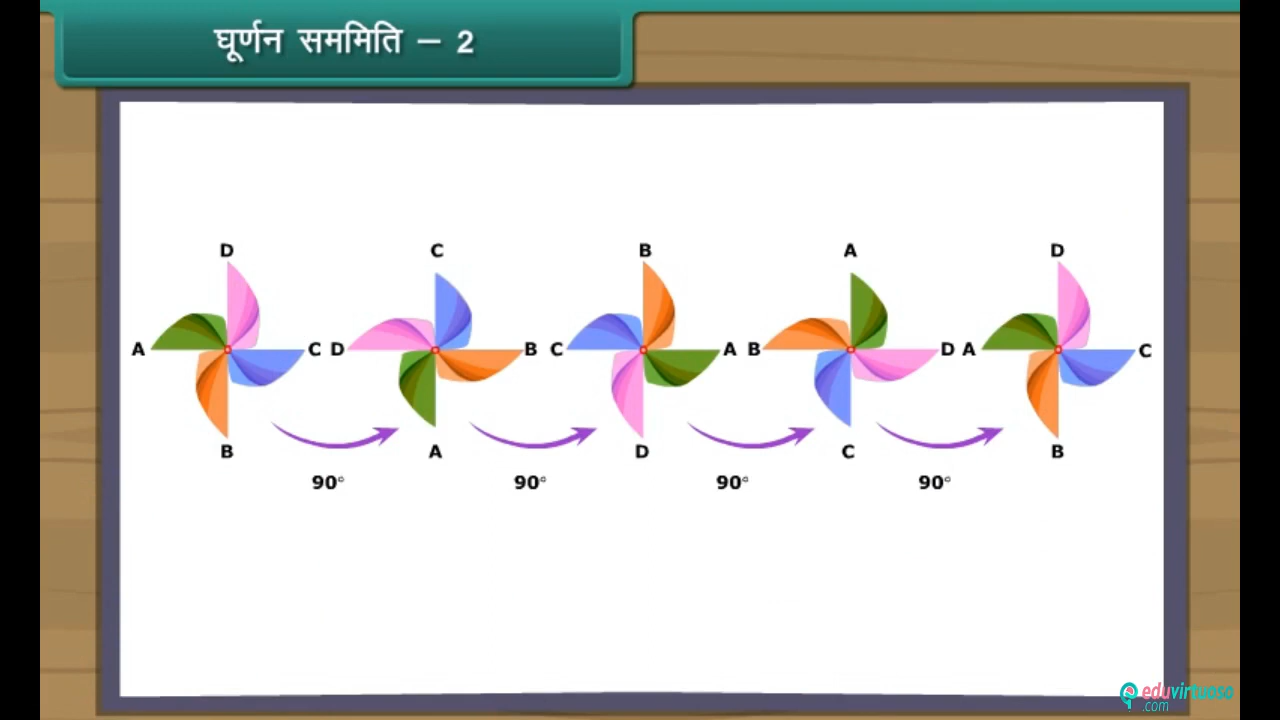 घूर्णन सममिति – 2
D C B A D
A C D B C A B D A C
B A D C B
90° 90° 90° 90°
eduvirtuoso
.com